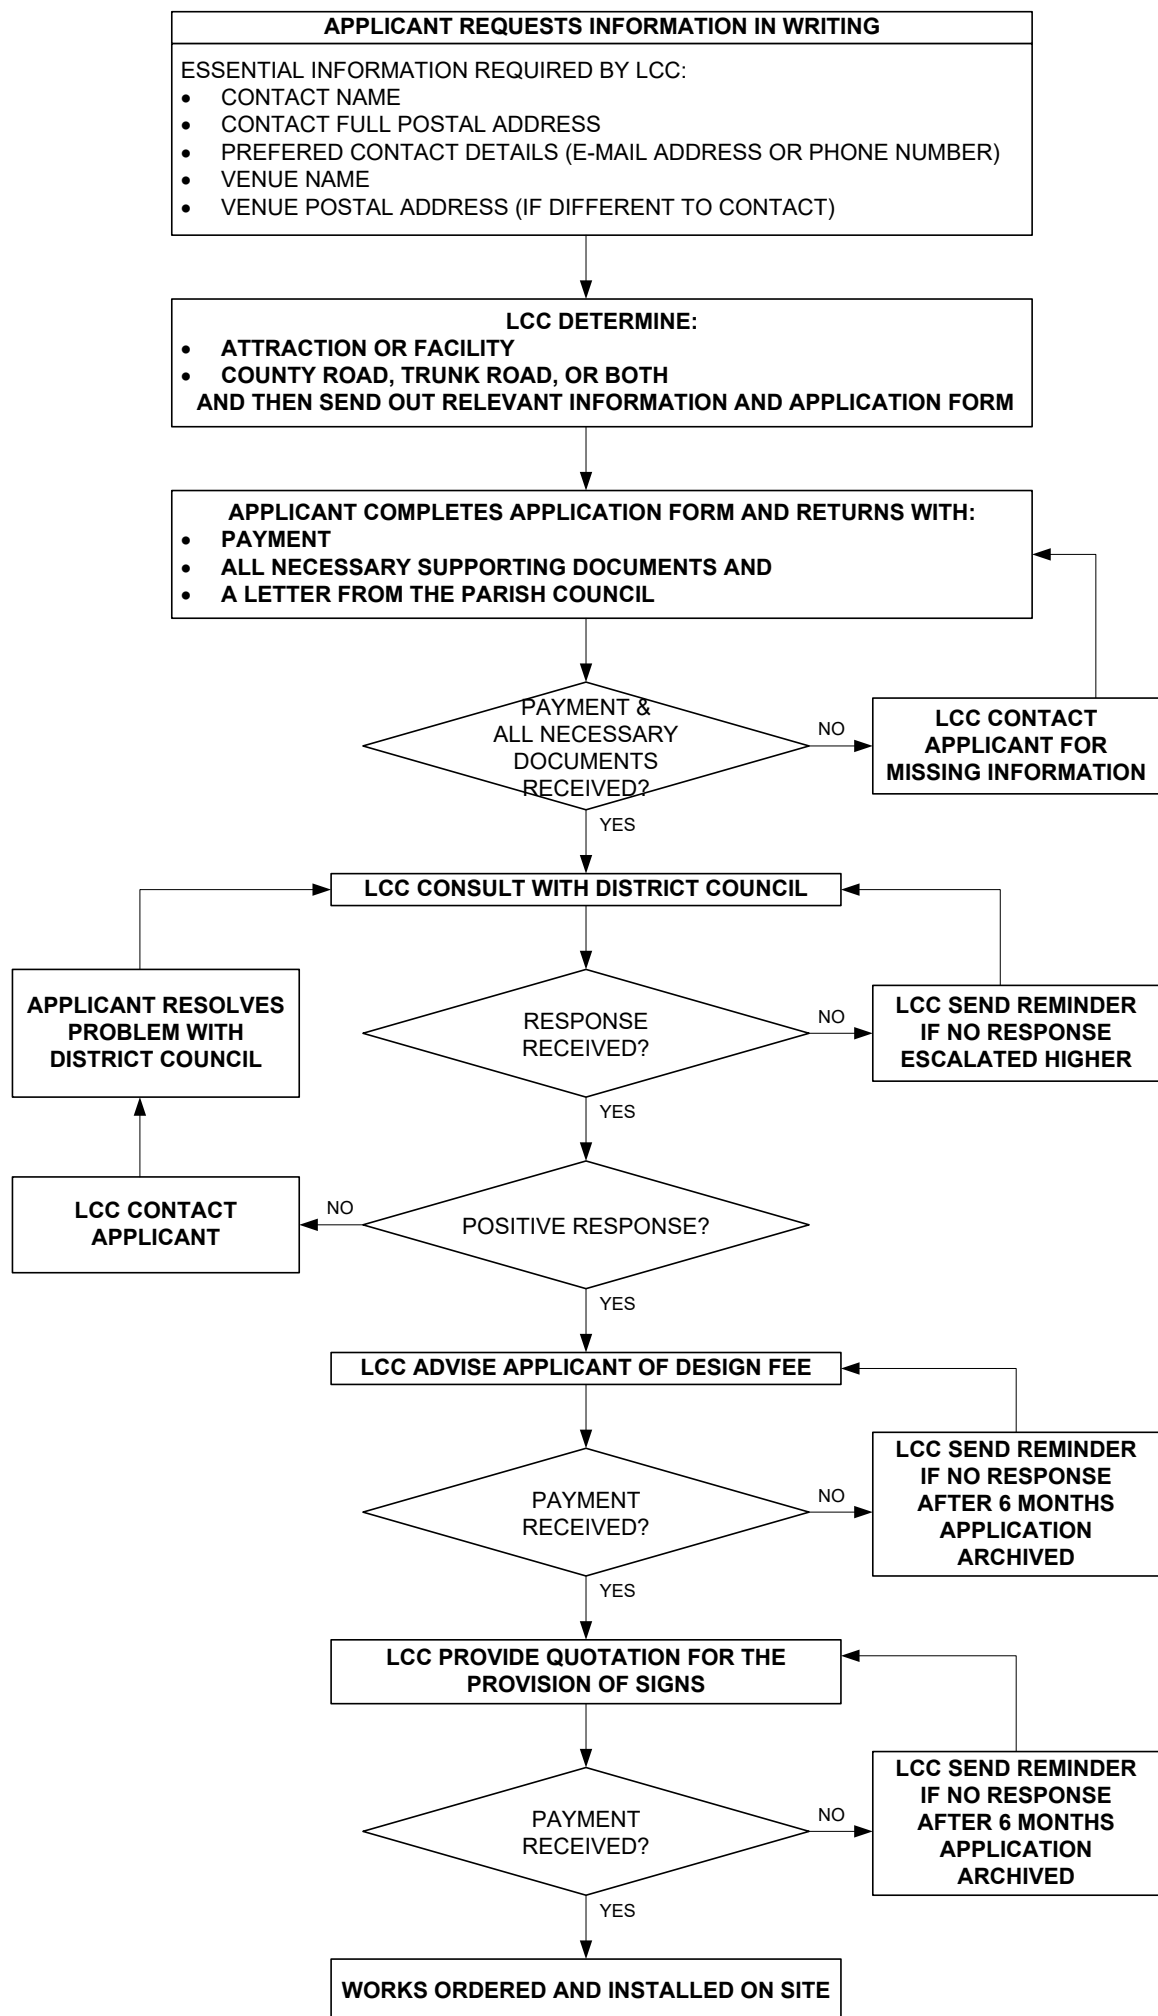 APPLICANT REQUESTS INFORMATION IN WRITING
ESSENTIAL INFORMATION REQUIRED BY LCC:
• CONTACT NAME
• CONTACT FULL POSTAL ADDRESS
• PREFERED CONTACT DETAILS (E-MAIL ADDRESS OR PHONE NUMBER)
• VENUE NAME
• VENUE POSTAL ADDRESS (IF DIFFERENT TO CONTACT)
LCC DETERMINE:
• ATTRACTION OR FACILITY
• COUNTY ROAD, TRUNK ROAD, OR BOTH
AND THEN SEND OUT RELEVANT INFORMATION AND APPLICATION FORM
APPLICANT COMPLETES APPLICATION FORM AND RETURNS WITH:
• PAYMENT
• ALL NECESSARY SUPPORTING DOCUMENTS AND
• A LETTER FROM THE PARISH COUNCIL
PAYMENT &
ALL NECESSARY
DOCUMENTS
RECEIVED?
NO
LCC CONTACT
APPLICANT FOR
MISSING INFORMATION
YES
LCC CONSULT WITH DISTRICT COUNCIL
APPLICANT RESOLVES
PROBLEM WITH
DISTRICT COUNCIL
RESPONSE
RECEIVED?
NO
LCC SEND REMINDER
IF NO RESPONSE
ESCALATED HIGHER
YES
LCC CONTACT
APPLICANT
NO
POSITIVE RESPONSE?
YES
LCC ADVISE APPLICANT OF DESIGN FEE
PAYMENT
RECEIVED?
NO
LCC SEND REMINDER
IF NO RESPONSE
AFTER 6 MONTHS
APPLICATION
ARCHIVED
YES
LCC PROVIDE QUOTATION FOR THE
PROVISION OF SIGNS
PAYMENT
RECEIVED?
NO
LCC SEND REMINDER
IF NO RESPONSE
AFTER 6 MONTHS
APPLICATION
ARCHIVED
YES
WORKS ORDERED AND INSTALLED ON SITE